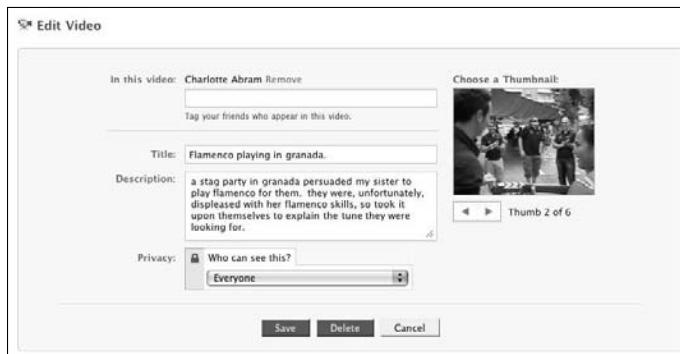 Edit Video
In this video: Charlotte Abram Remove
Tag your friends who appear in this video.
Title: Flamenco playing in granada.
Description: a stag party in granada persuaded my sister to
play flamenco for them. they were, unfortunately,
displeased with her flamenco skills, so took it
upon themselves to explain the tune they were
looking for.
Privacy: Who can see this?
Everyone
Choose a Thumbnail:
Thumb 2 of 6
Save Delete Cancel